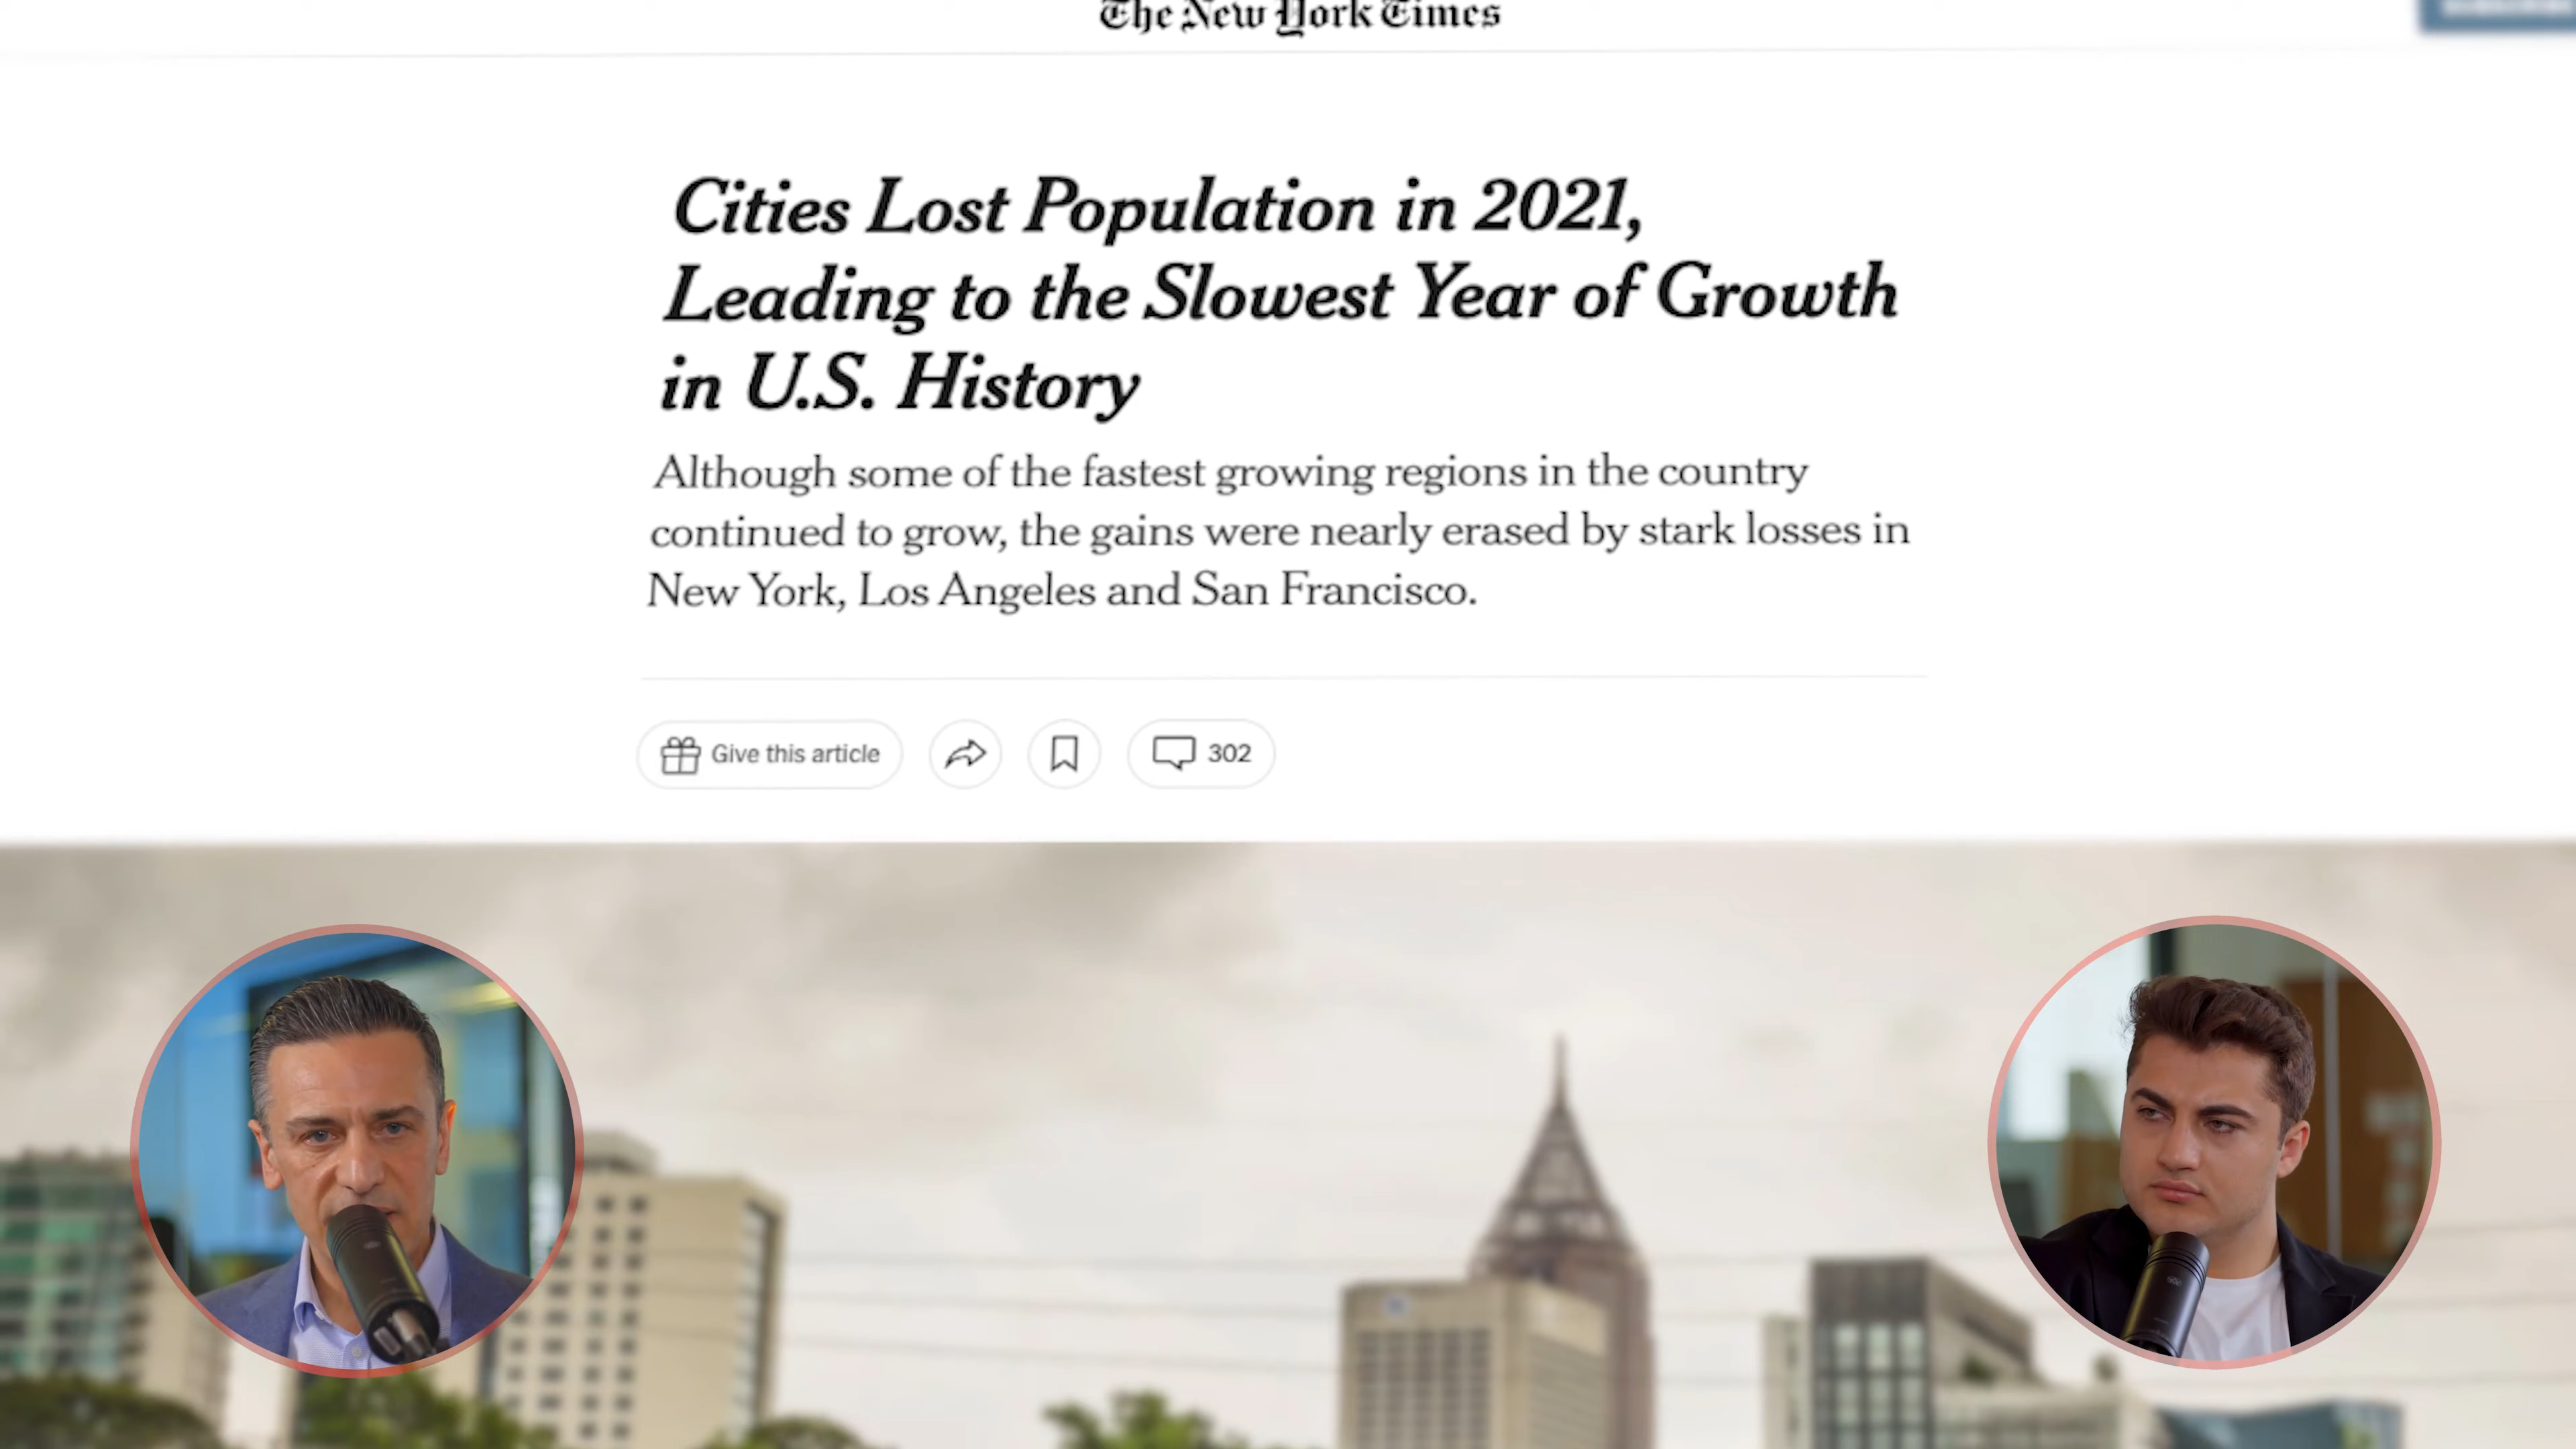 The New York Times
Cities Lost Population in 2021,
Leading to the Slowest Year of Growth
in U.S. History
Although some of the fastest growing regions in the country
continued to grow, the gains were nearly erased by stark losses in
New York, Los Angeles and San Francisco.
Give this article
302